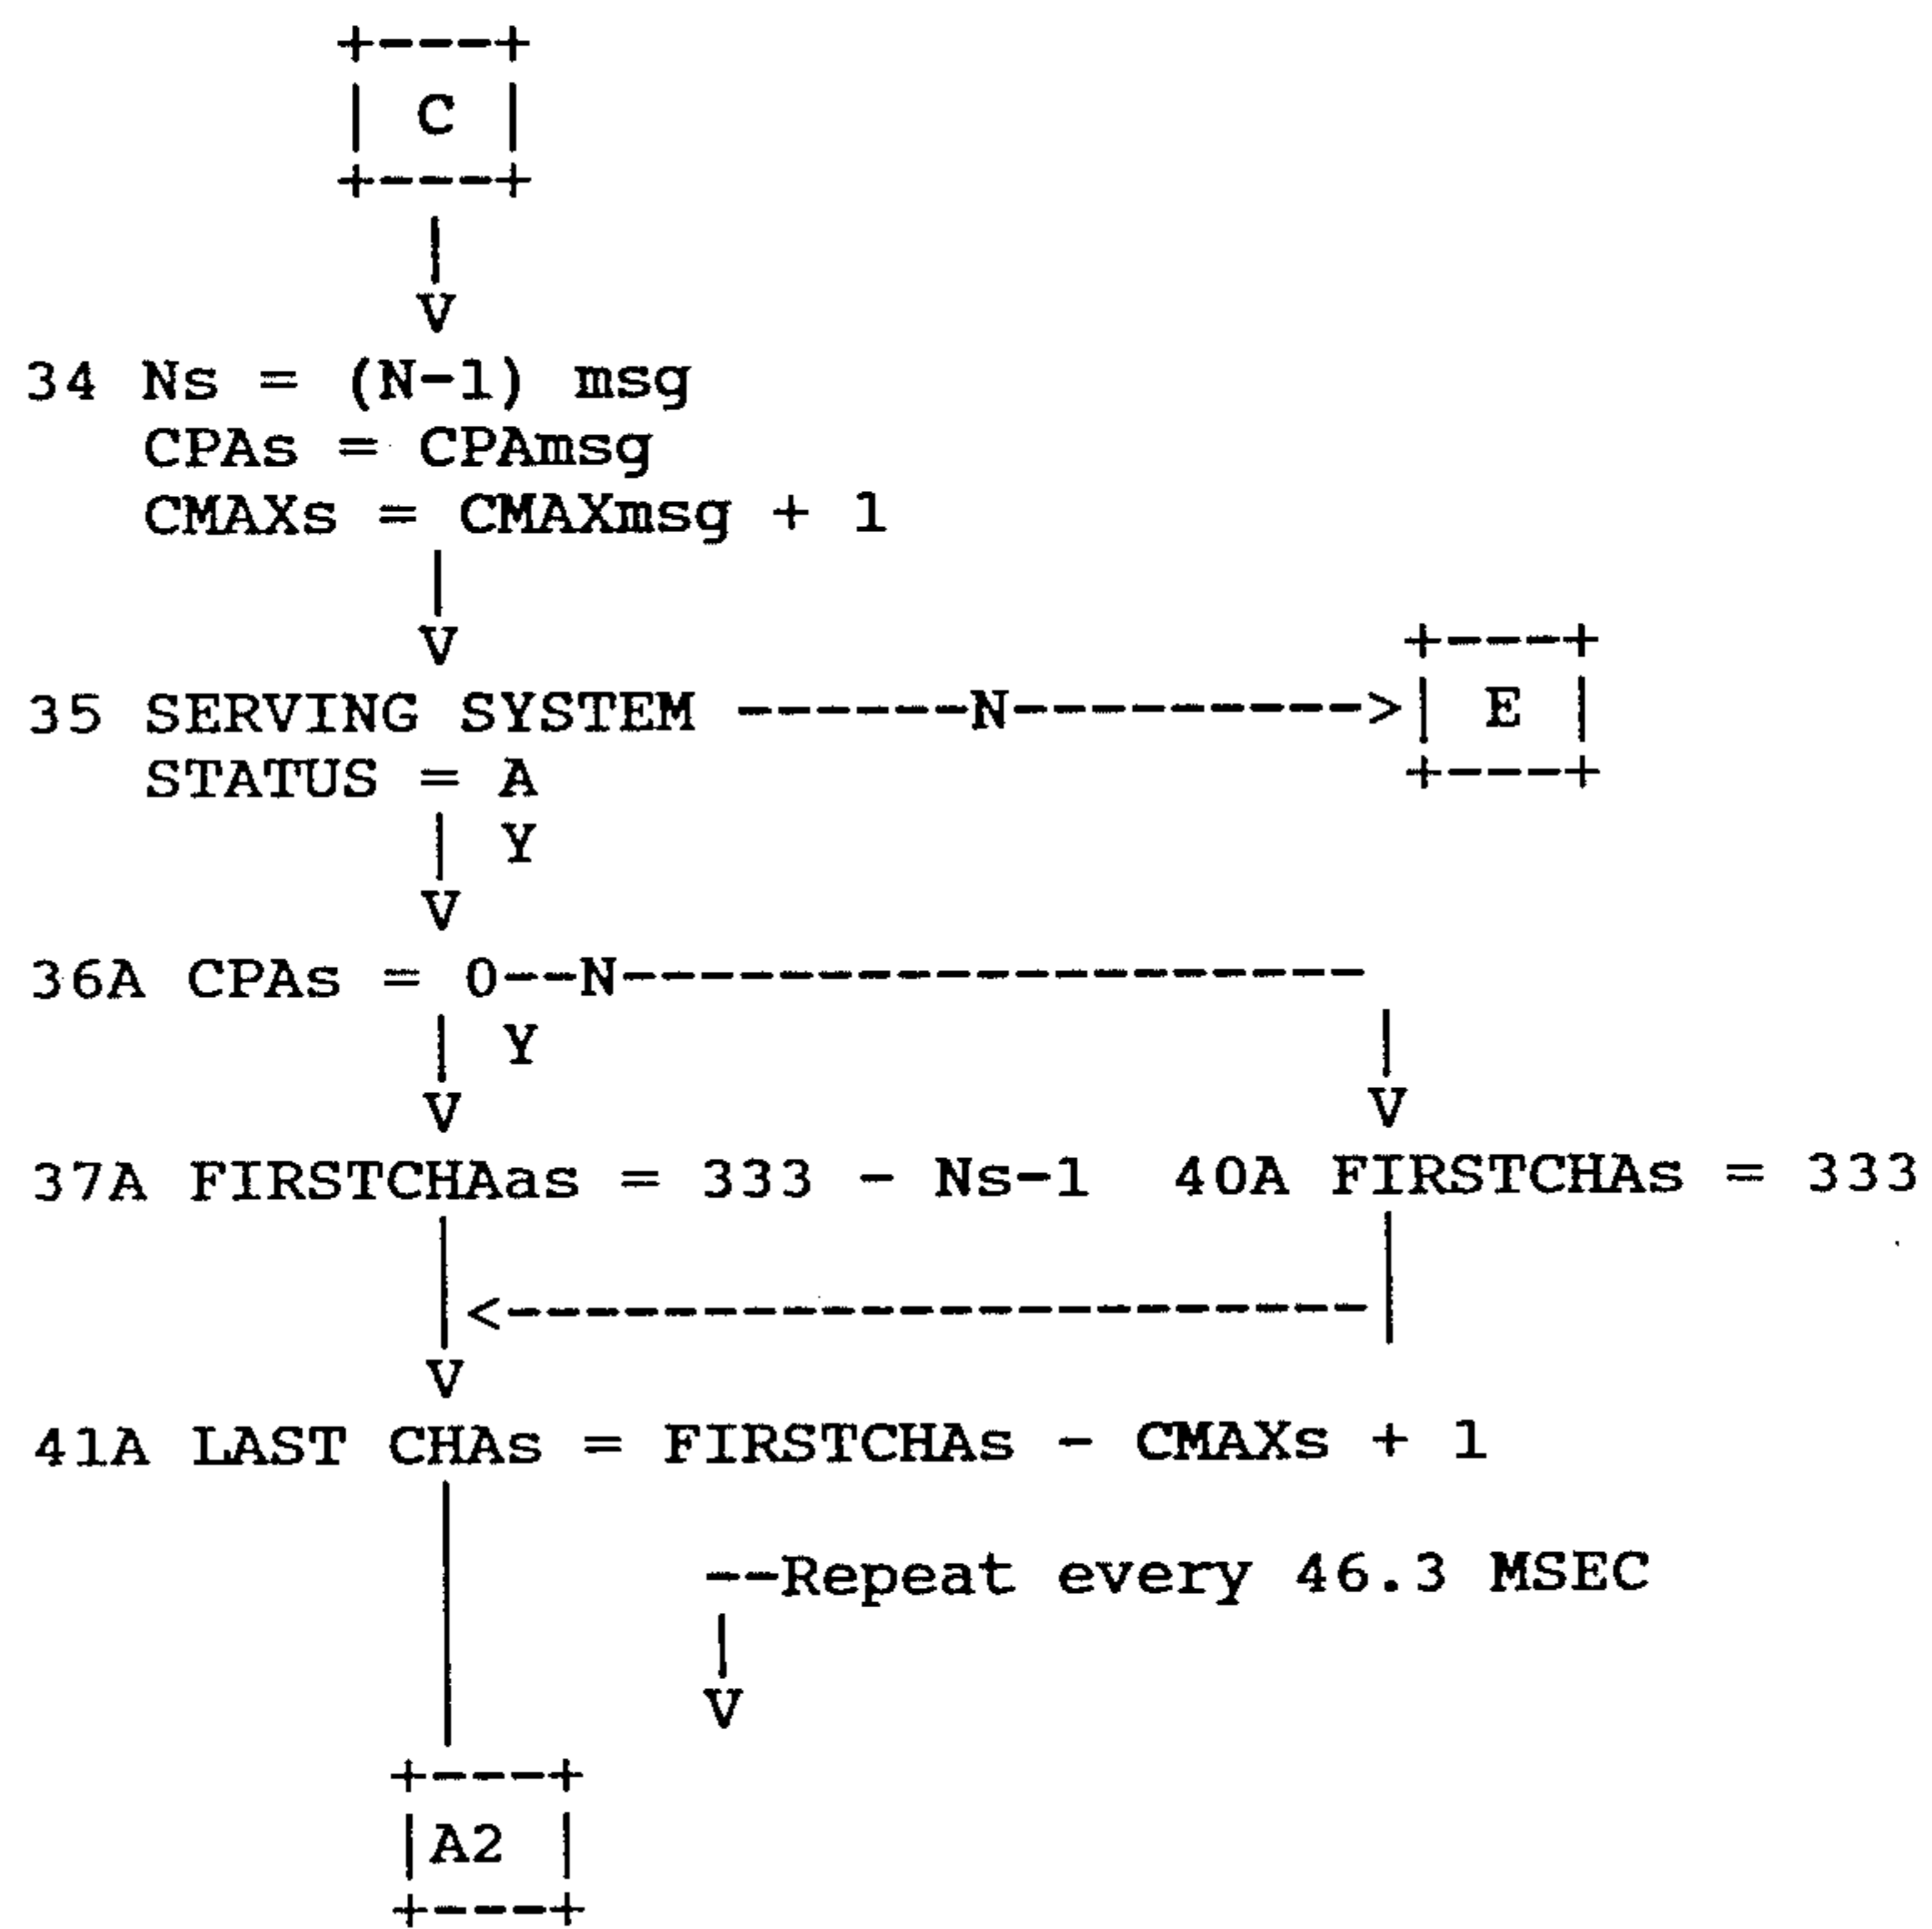 +----+
| C |
+----+
|
V
34 Ns = (N-1) msg
CPAs = CPAmsg
CMAXs = CMAXmsg + 1
|
V
+----+
35 SERVING SYSTEM ------N--------->| E |
STATUS = A +----+
| Y
V
36A CPAs = 0--N-------------------
| Y |
V V
37A FIRSTCHAas = 333 - Ns-1 40A FIRSTCHAs = 333
| |
|<----------------------|
V
41A LAST CHAs = FIRSTCHAs - CMAXs + 1
|
--Repeat every 46.3 MSEC
|
V
+----+
|A2 |
+----+